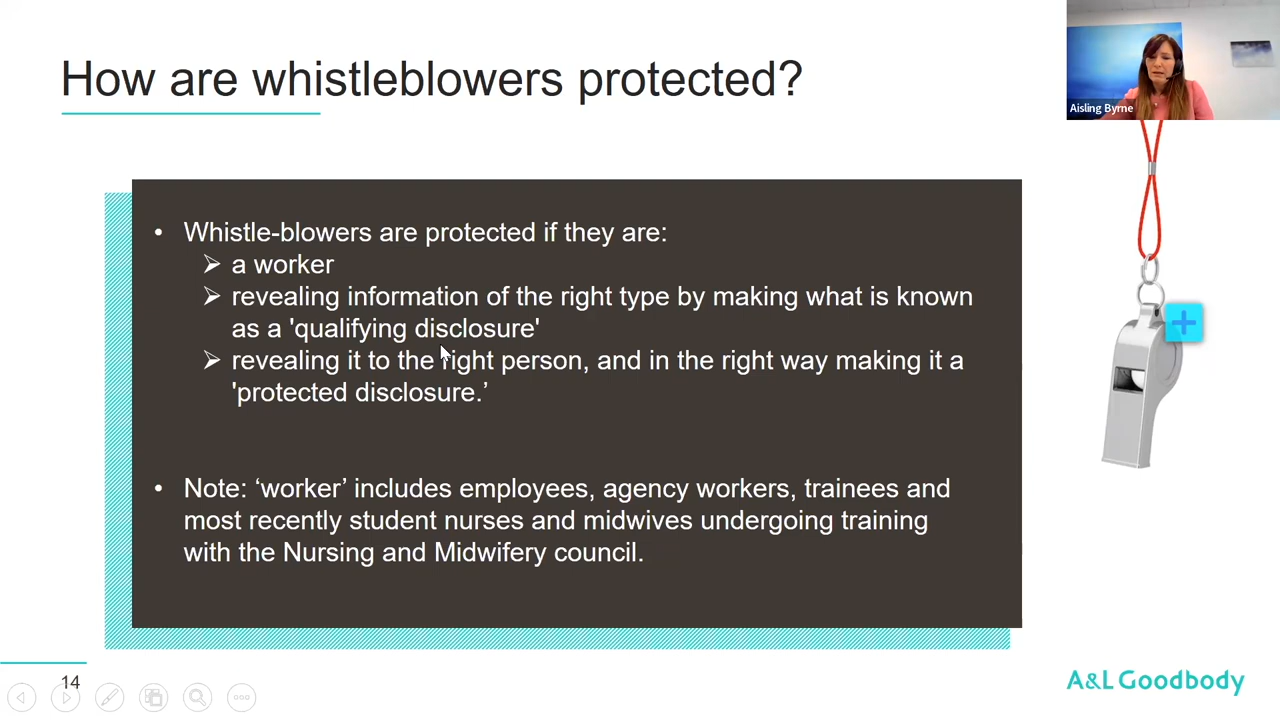 How are whistleblowers protected?
Aisling Byrne
• Whistle-blowers are protected if they are:
➢ a worker
➢ revealing information of the right type by making what is known
as a 'qualifying disclosure'
➢ revealing it to the right person, and in the right way making it a
'protected disclosure.’
• Note: ‘worker’ includes employees, agency workers, trainees and
most recently student nurses and midwives undergoing training
with the Nursing and Midwifery council.
14
A&L Goodbody